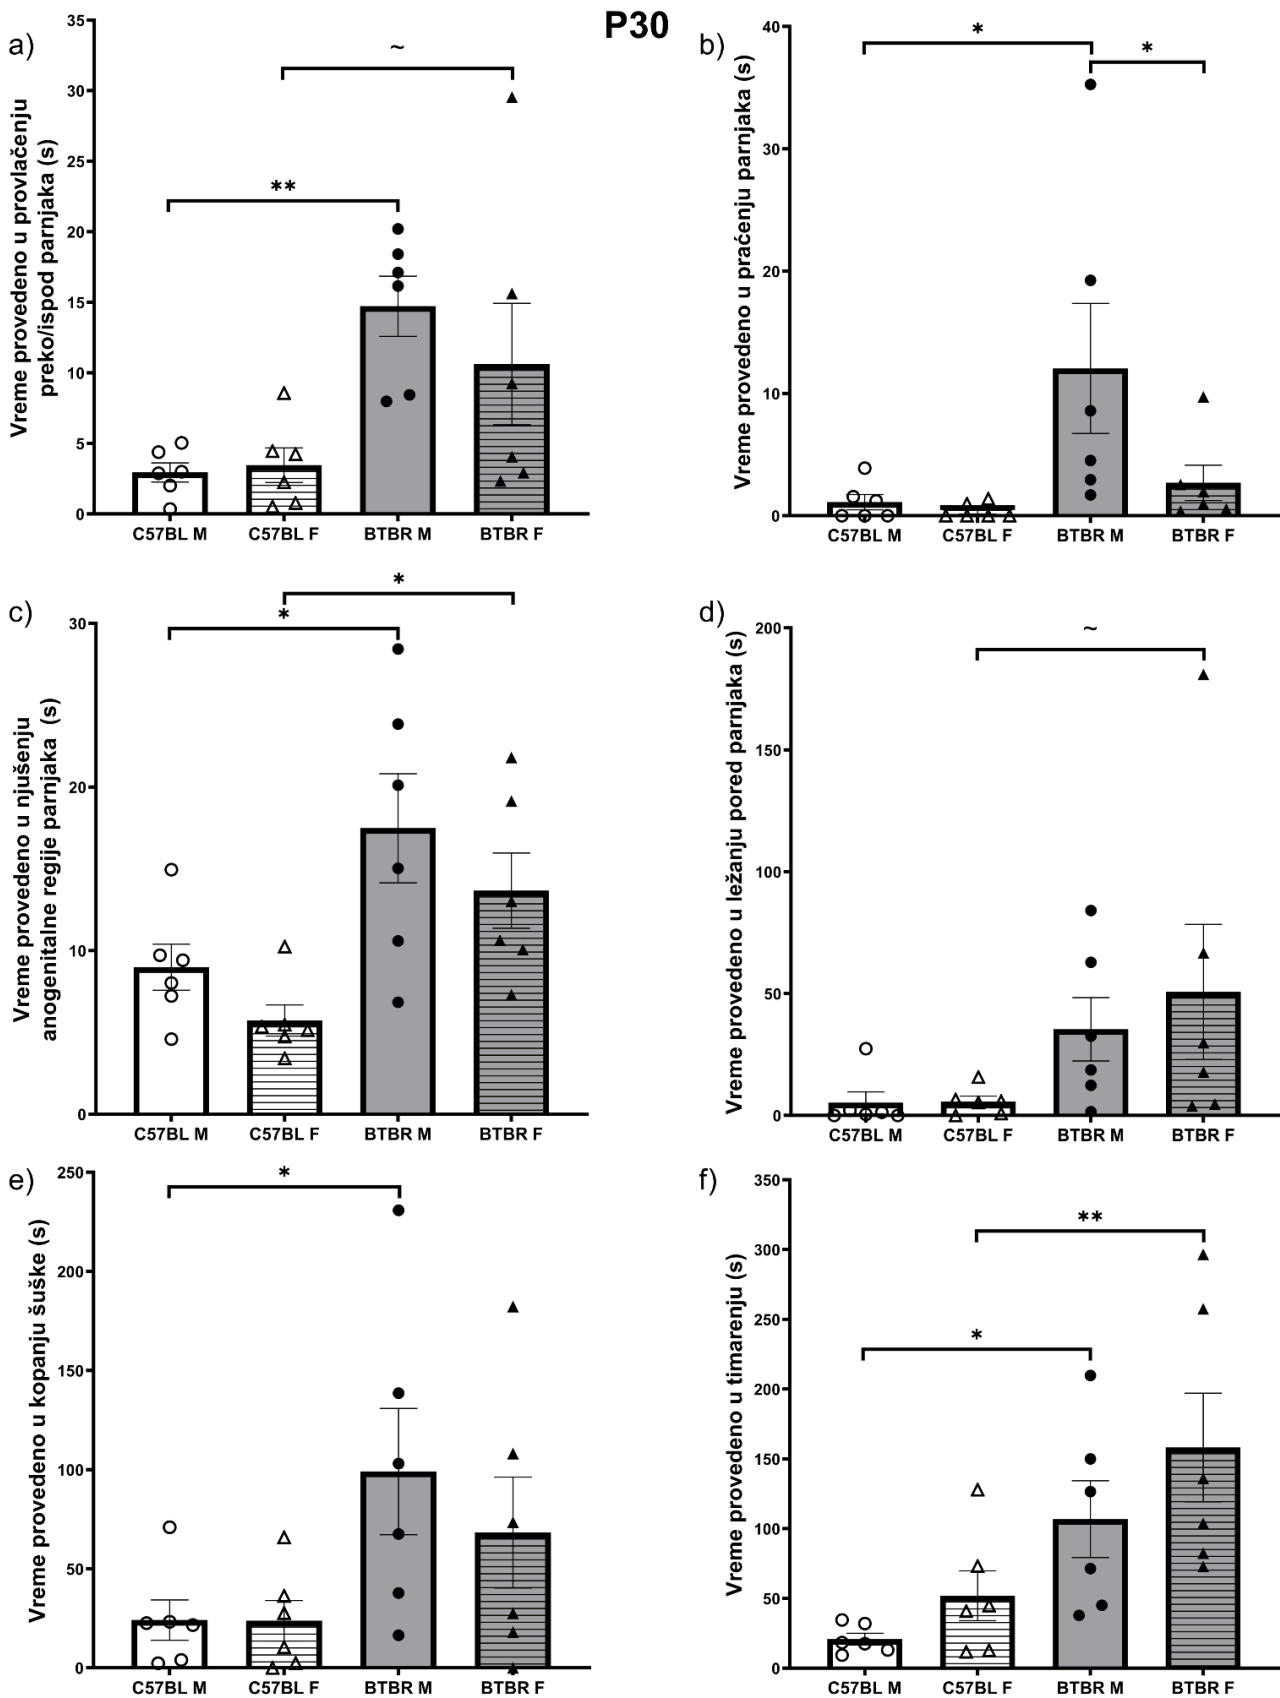 P30
a)
Vreme provedeno u provlačenju
preko/ispod parnjaka (s)
35
30
25
20
15
10
5
0
~
**
C57BL M
C57BL F
BTBR M
BTBR F
b)
Vreme provedeno u praćenju parnjaka (s)
40
30
20
10
0
*
*
C57BL M
C57BL F
BTBR M
BTBR F
c)
Vreme provedeno u njušenju
anogenitalne regije parnjaka (s)
30
20
10
0
*
*
C57BL M
C57BL F
BTBR M
BTBR F
d)
Vreme provedeno u ležanju pored parnjaka (s)
200
150
100
50
0
~
C57BL M
C57BL F
BTBR M
BTBR F
e)
Vreme provedeno u kopanju šuške (s)
250
200
150
100
50
0
*
C57BL M
C57BL F
BTBR M
BTBR F
f)
Vreme provedeno u timarenju (s)
350
300
250
200
150
100
50
0
**
*
C57BL M
C57BL F
BTBR M
BTBR F